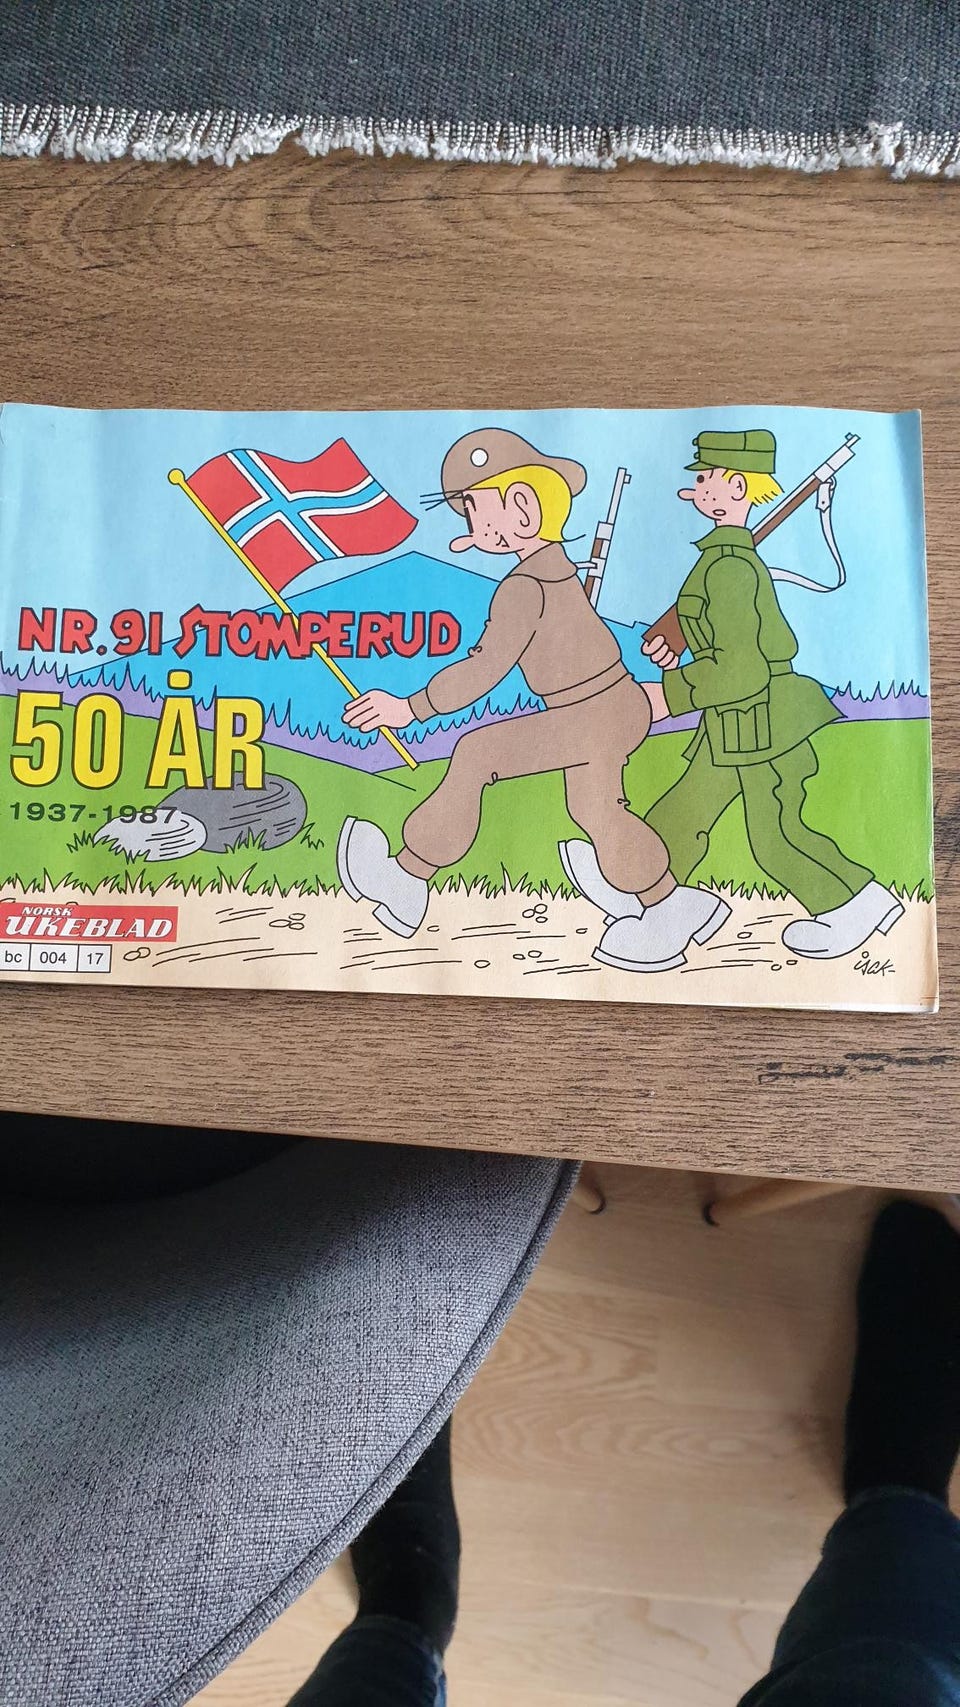 NR. 91 STOMPERUD
50 ÅR
1937-1987
NORSK
UKEBLAD
bc 004 17